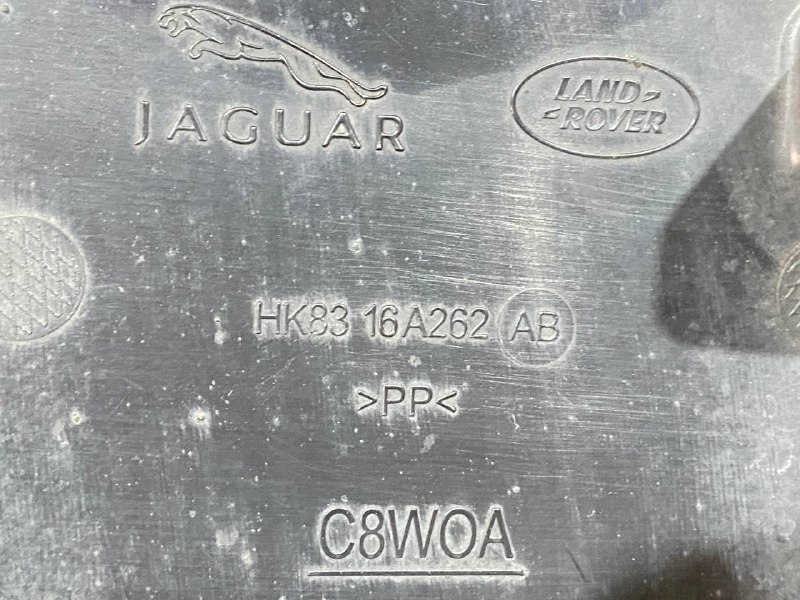 JAGUAR
LAND
ROVER
HK83 16A262 AB
>PP<
C8WOA